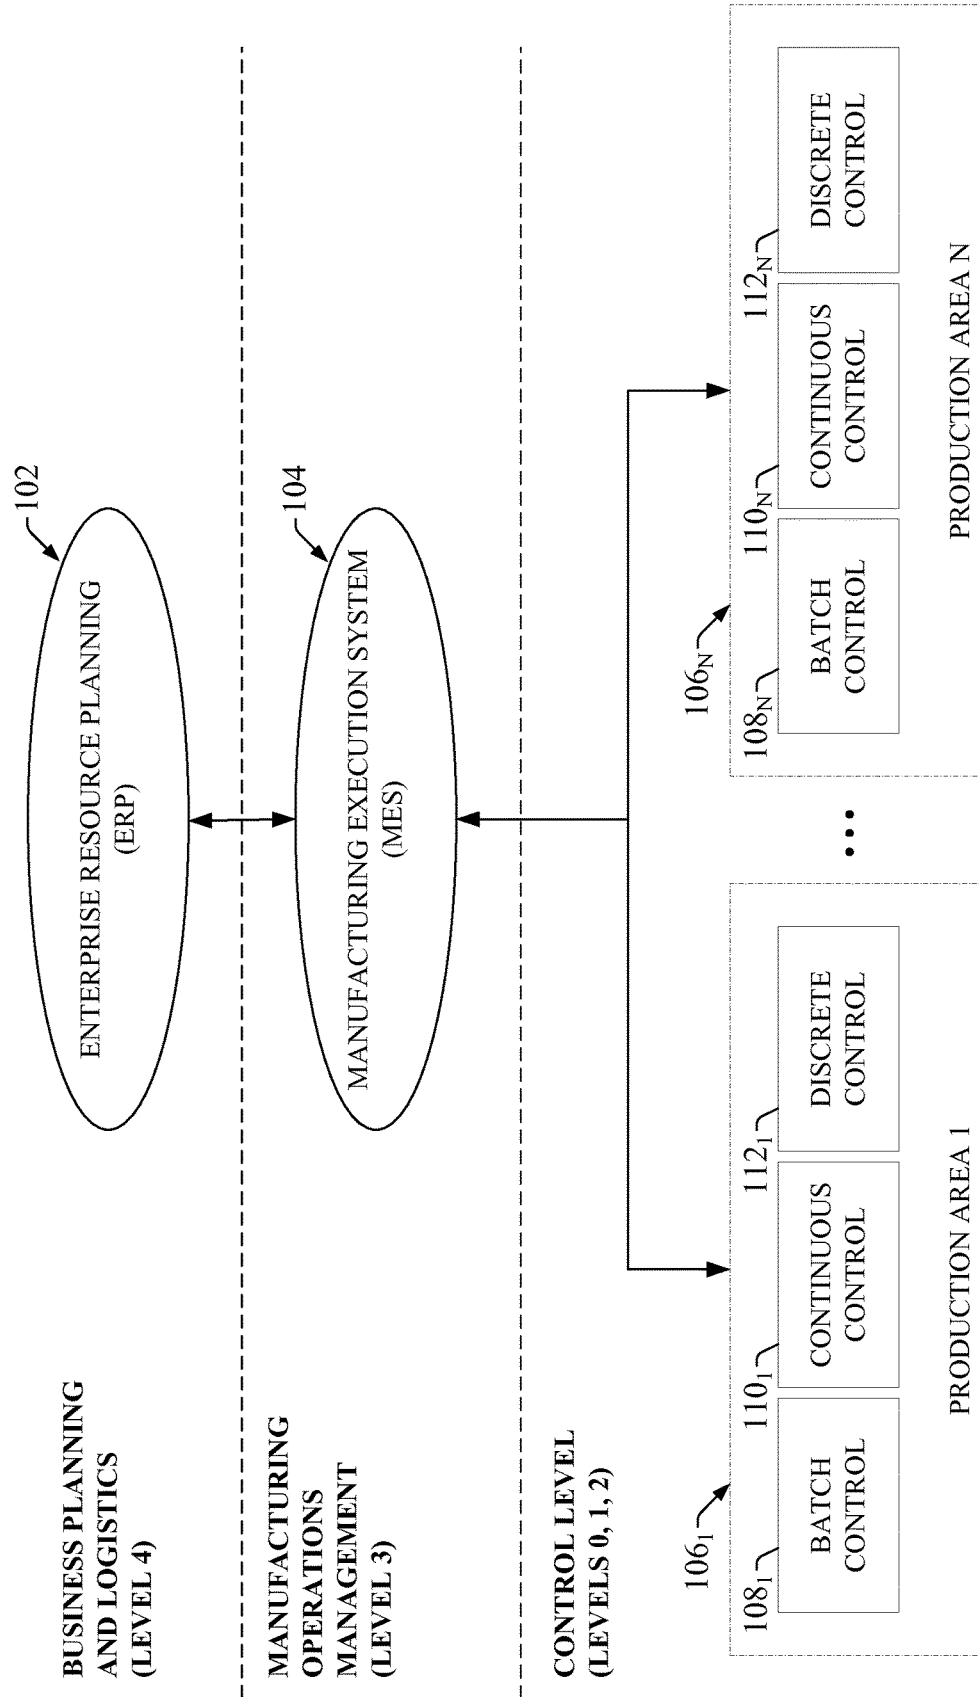 BUSINESS PLANNING
AND LOGISTICS
(LEVEL 4)
ENTERPRISE RESOURCE PLANNING
(ERP)
102
MANUFACTURING
OPERATIONS
MANAGEMENT
(LEVEL 3)
MANUFACTURING EXECUTION SYSTEM
(MES)
104
CONTROL LEVEL
(LEVELS 0, 1, 2)
106₁
108₁
BATCH
CONTROL
110₁
CONTINUOUS
CONTROL
112₁
DISCRETE
CONTROL
PRODUCTION AREA 1
•••
106N
108N
BATCH
CONTROL
110N
CONTINUOUS
CONTROL
112N
DISCRETE
CONTROL
PRODUCTION AREA N